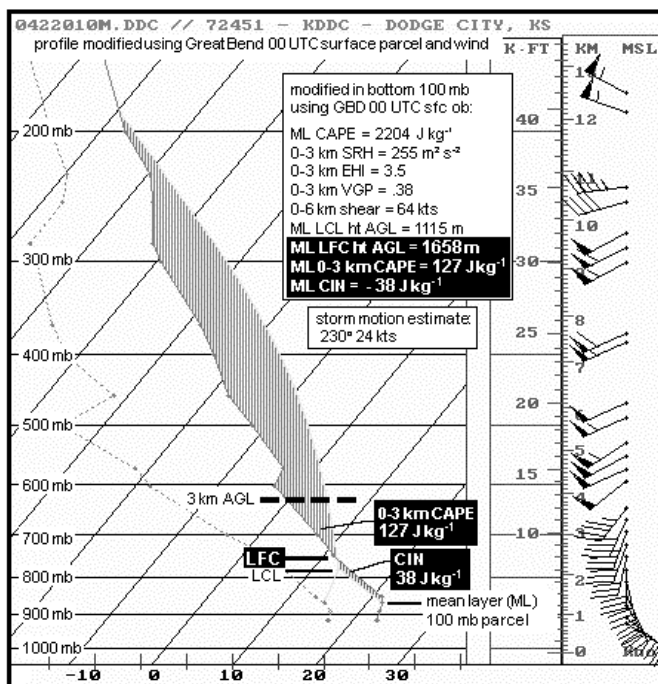 0422010M.DDC // 72451 - KDDC - DODGE CITY, KS
profile modified using Great Bend 00 UTC surface parcel and wind
K-FT KM MSL
modified in bottom 100 mb
using GBD 00 UTC sfc ob:
ML CAPE = 2204 J kg⁻¹
0-3 km SRH = 255 m² s⁻²
0-3 km EHI = 3.5
0-3 km VGP = .38
0-6 km shear = 64 kts
ML LCL ht AGL = 1115 m
ML LFC ht AGL = 1658 m
ML 0-3 km CAPE = 127 Jkg⁻¹
ML CIN = - 38 Jkg⁻¹
storm motion estimate:
230° 24 kts
200 mb
300 mb
400 mb
500 mb
600 mb
700 mb
800 mb
900 mb
1000 mb
3 km AGL
0-3 km CAPE
127 Jkg⁻¹
LFC
LCL
CIN
38 Jkg⁻¹
mean layer (ML)
100 mb parcel
40
35
30
25
20
15
10
12
10
8
7
5
4
3
2
1
0
-10 0 10 20 30